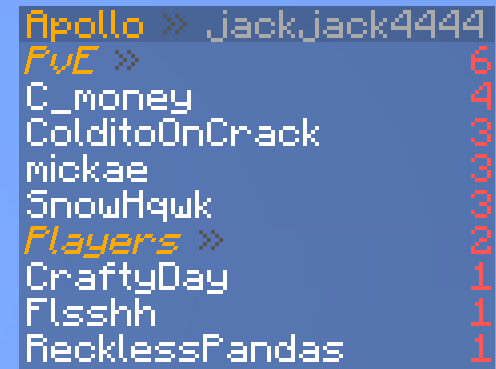 Apollo » jackjack4444
PvE » 6
C_money 4
ColditoOnCrack 3
mickae 3
SnowHqwk 3
Players » 2
CraftyDay 1
Flsshh 1
RecklessPandas 1